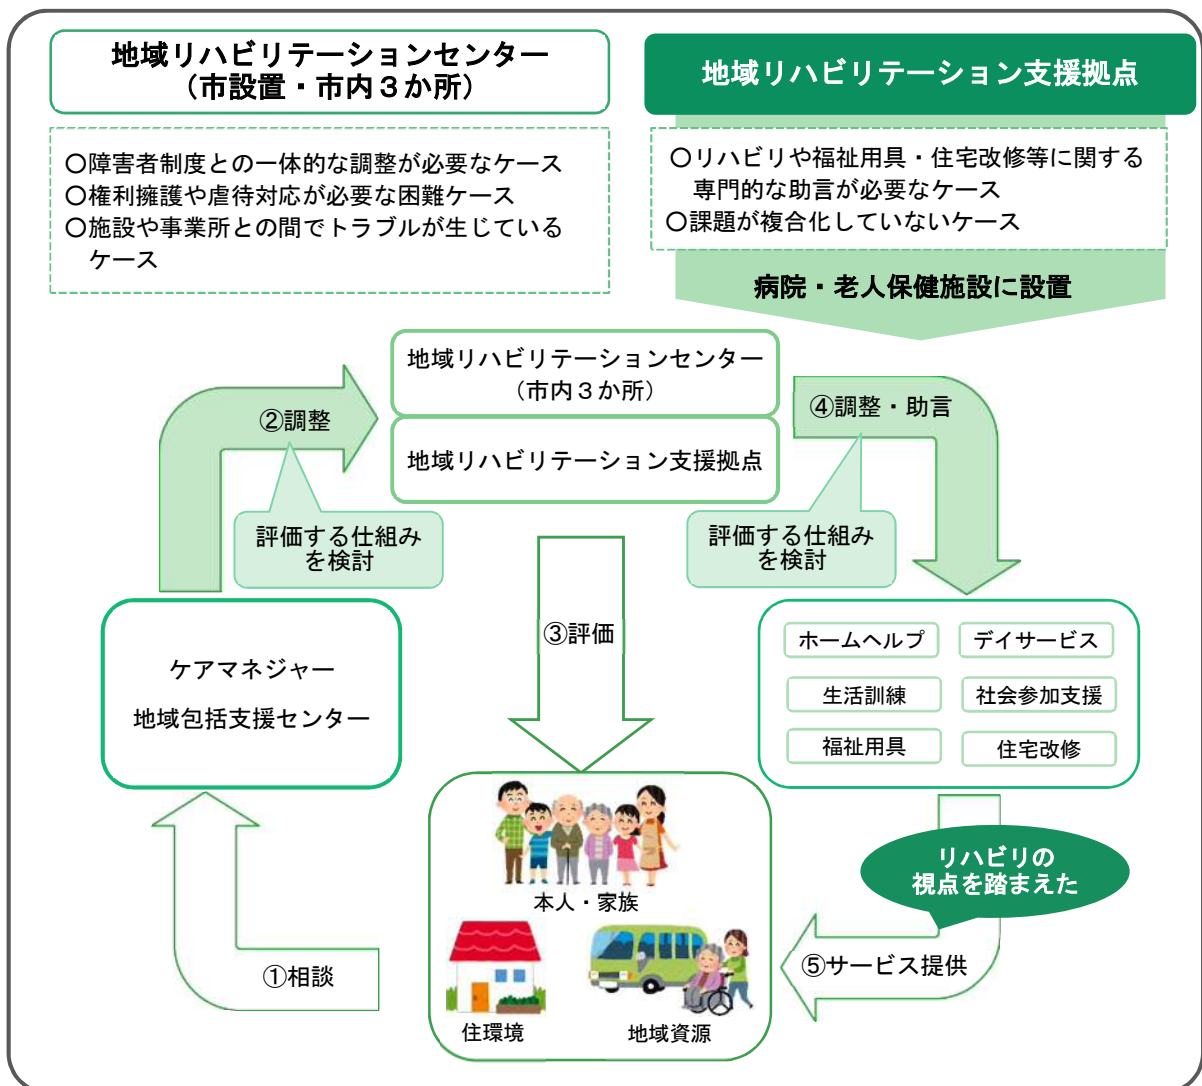 地域リハビリテーションセンター
(市設置・市内３か所)
地域リハビリテーション支援拠点
○障害者制度との一体的な調整が必要なケース
○権利擁護や虐待対応が必要な困難ケース
○施設や事業所との間でトラブルが生じている
ケース
○リハビリや福祉用具・住宅改修等に関する
専門的な助言が必要なケース
○課題が複合化していないケース
病院・老人保健施設に設置
地域リハビリテーションセンター
(市内３か所)
地域リハビリテーション支援拠点
②調整
④調整・助言
評価する仕組み
を検討
評価する仕組み
を検討
③評価
ケアマネジャー
地域包括支援センター
ホームヘルプ
デイサービス
生活訓練
社会参加支援
福祉用具
住宅改修
リハビリの
視点を踏まえた
本人・家族
①相談
⑤サービス提供
住環境
地域資源